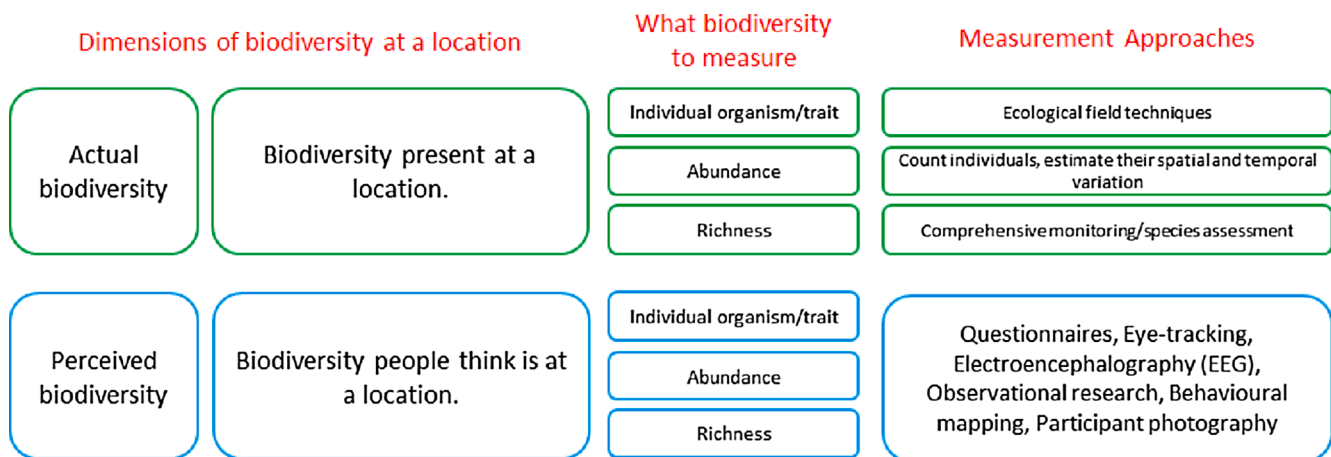 Dimensions of biodiversity at a location
What biodiversity
to measure
Measurement Approaches
Actual
biodiversity
Biodiversity present at a
location.
Individual organism/trait
Abundance
Richness
Ecological field techniques
Count individuals, estimate their spatial and temporal
variation
Comprehensive monitoring/species assessment
Perceived
biodiversity
Biodiversity people think is at
a location.
Individual organism/trait
Abundance
Richness
Questionnaires, Eye-tracking,
Electroencephalography (EEG),
Observational research, Behavioural
mapping, Participant photography